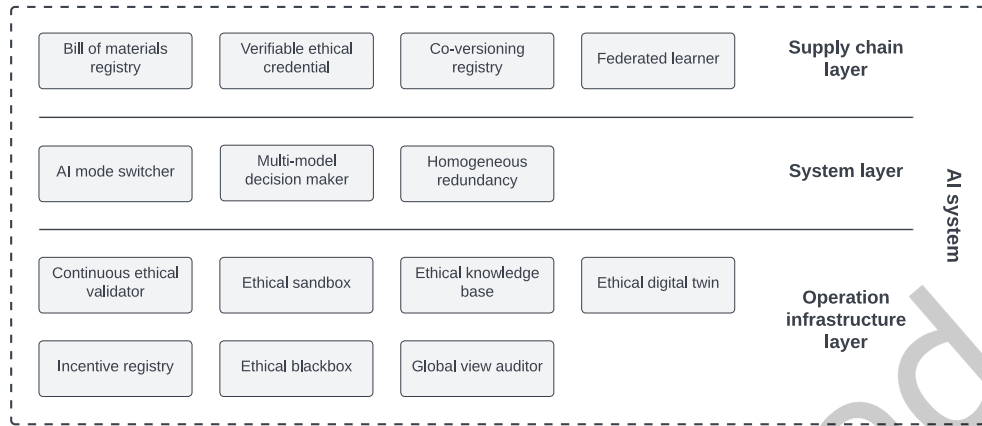 Bill of materials
registry
Verifiable ethical
credential
Co-versioning
registry
Federated learner
Supply chain
layer
AI mode switcher
Multi-model
decision maker
Homogeneous
redundancy
System layer
AI system
Continuous ethical
validator
Ethical sandbox
Ethical knowledge
base
Ethical digital twin
Operation
infrastructure
layer
Incentive registry
Ethical blackbox
Global view auditor